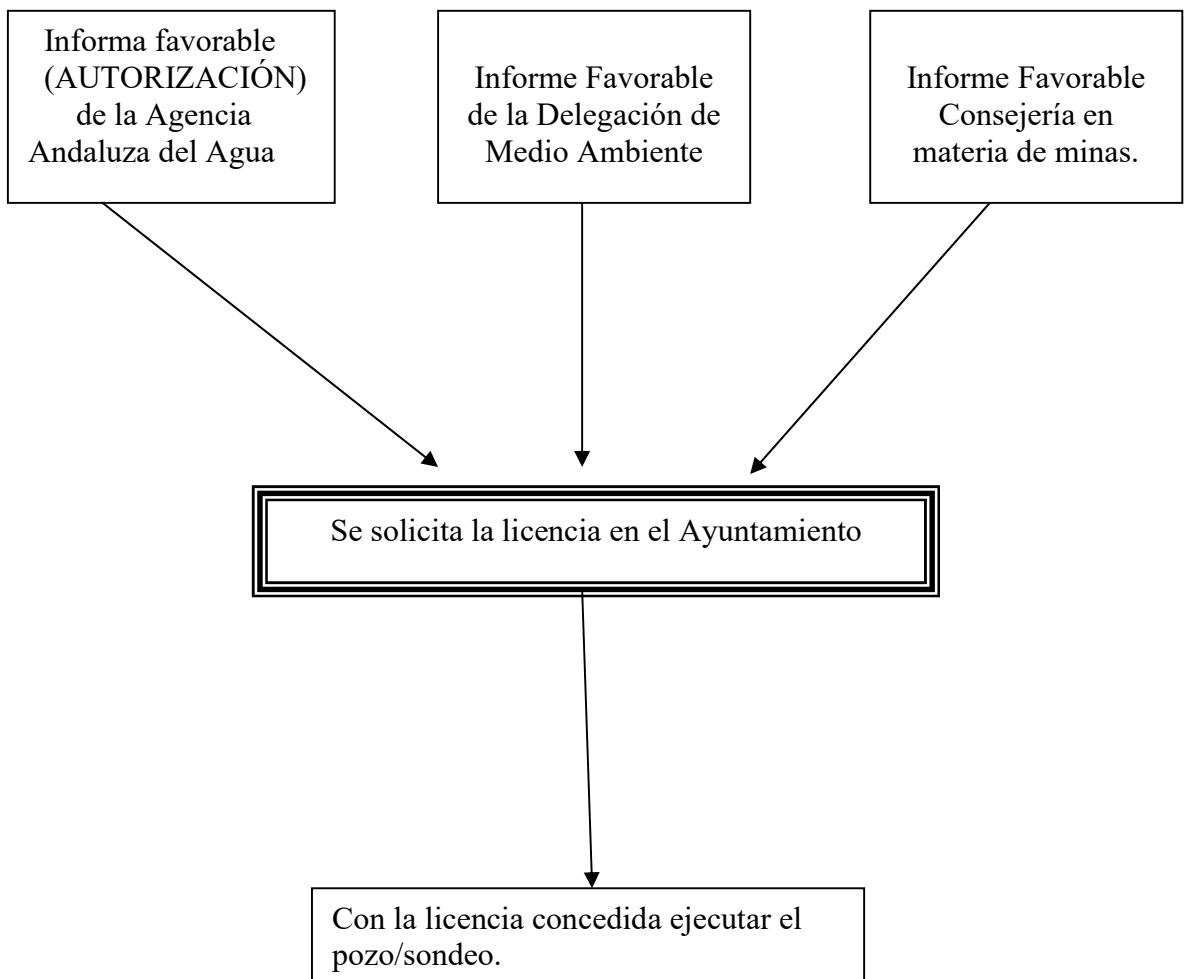 Informa favorable
(AUTORIZACIÓN)
de la Agencia
Andaluza del Agua
Informe Favorable
de la Delegación de
Medio Ambiente
Informe Favorable
Consejería en
materia de minas.
Se solicita la licencia en el Ayuntamiento
Con la licencia concedida ejecutar el
pozo/sondeo.